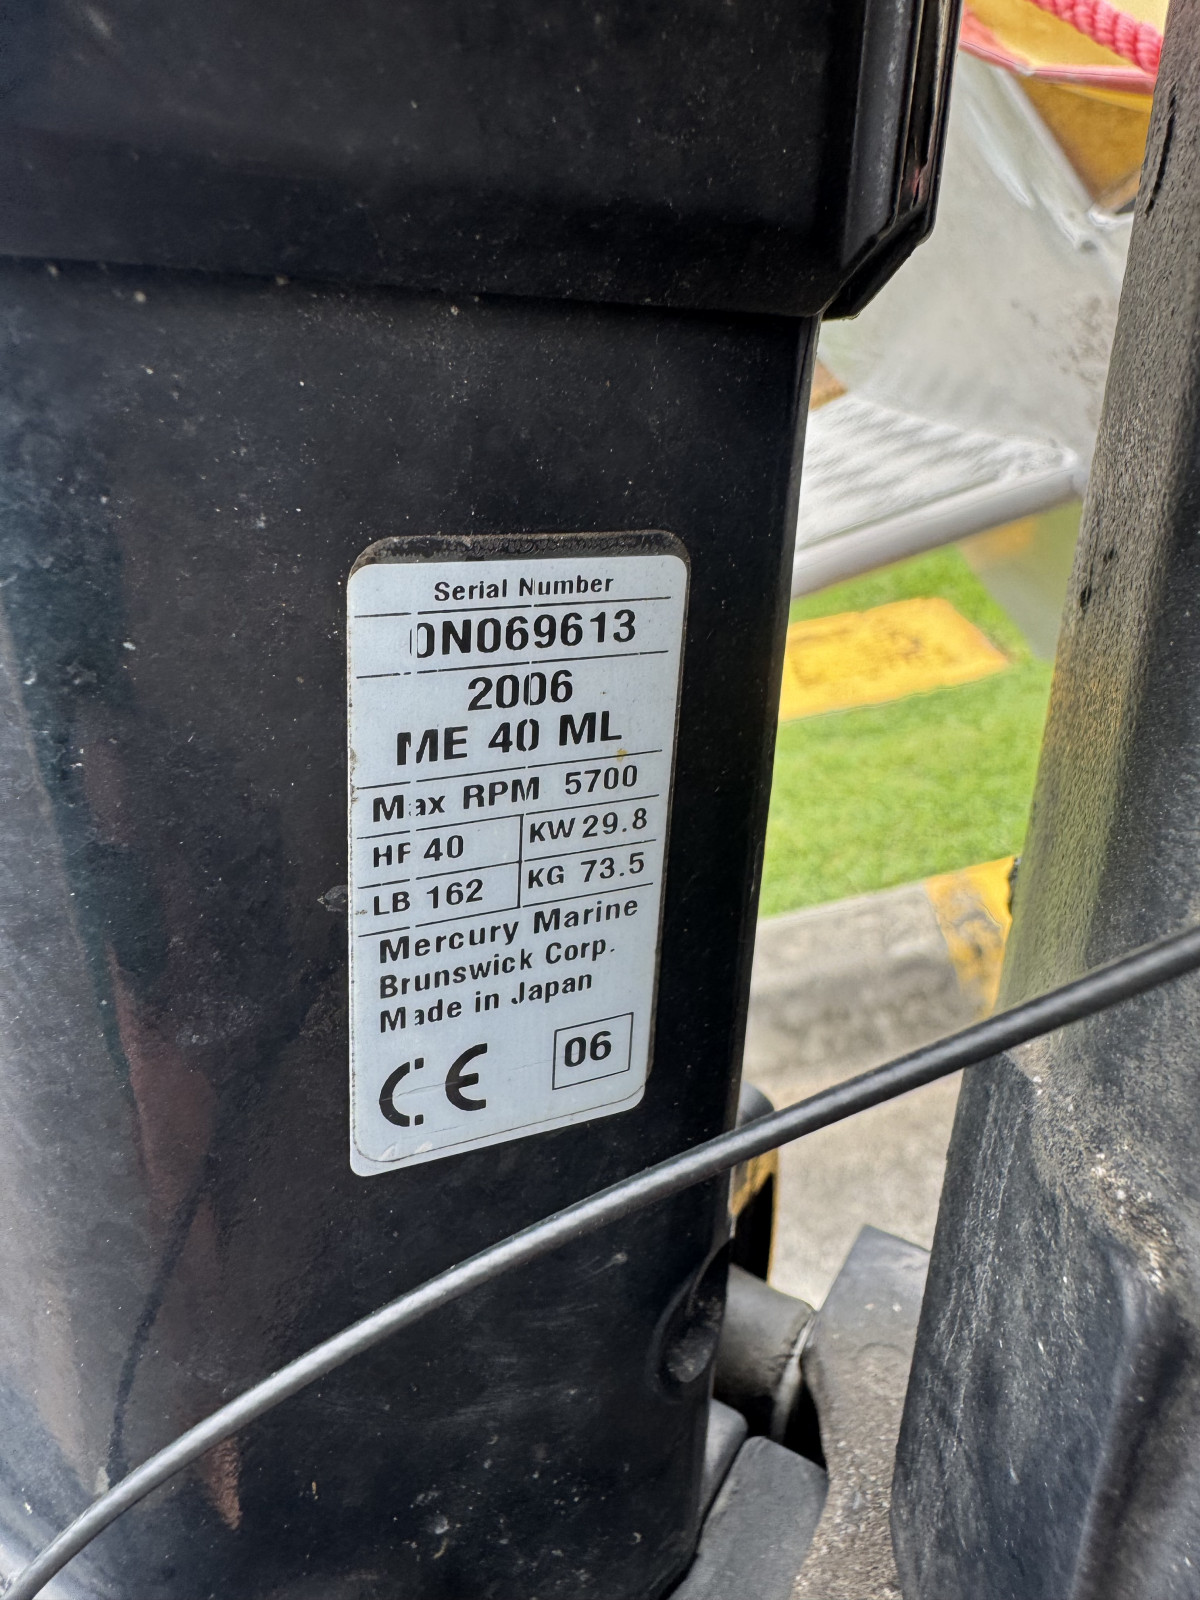 Serial Number
0N069613
2006
ME 40 ML
Max RPM 5700
HP 40 KW 29.8
LB 162 KG 73.5
Mercury Marine
Brunswick Corp.
Made in Japan
CE 06